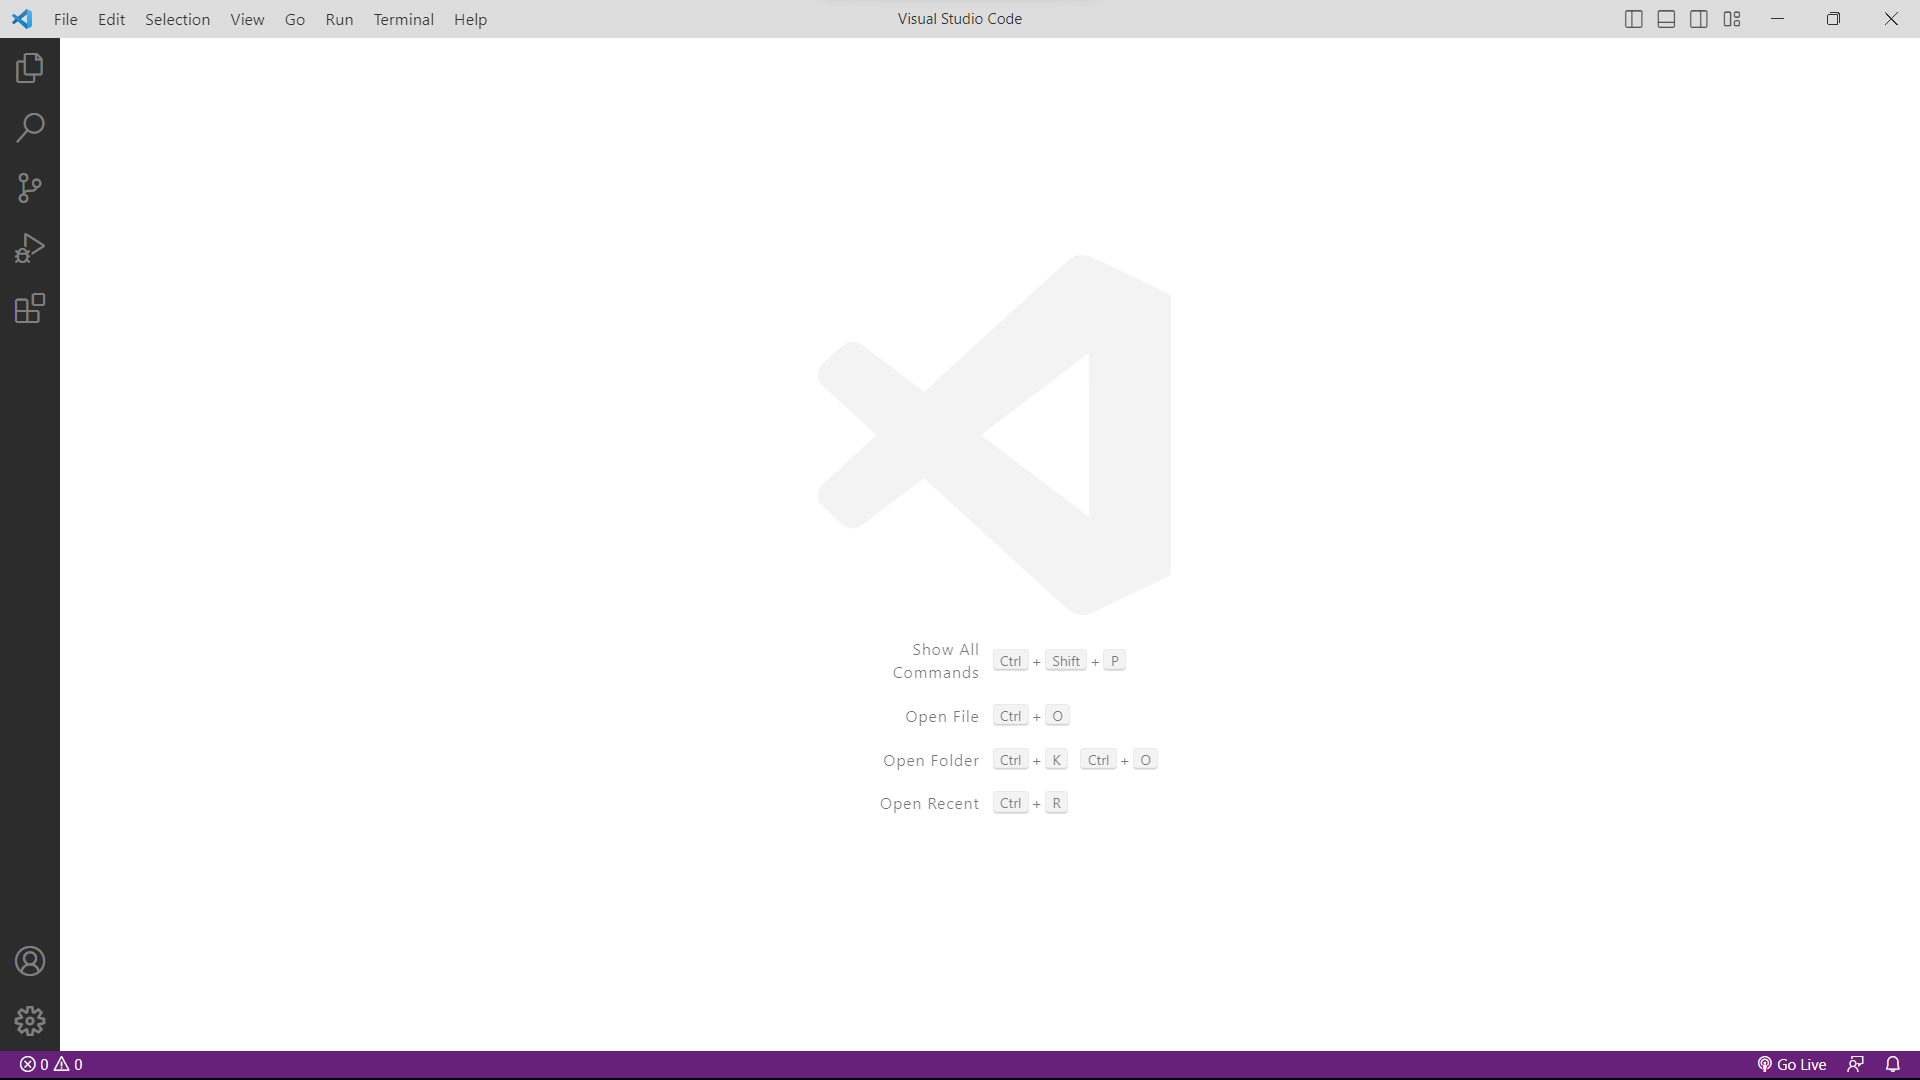 File Edit Selection View Go Run Terminal Help Visual Studio Code
Show All
Commands Ctrl + Shift + P
Open File Ctrl + O
Open Folder Ctrl + K Ctrl + O
Open Recent Ctrl + R
0 0 Go Live